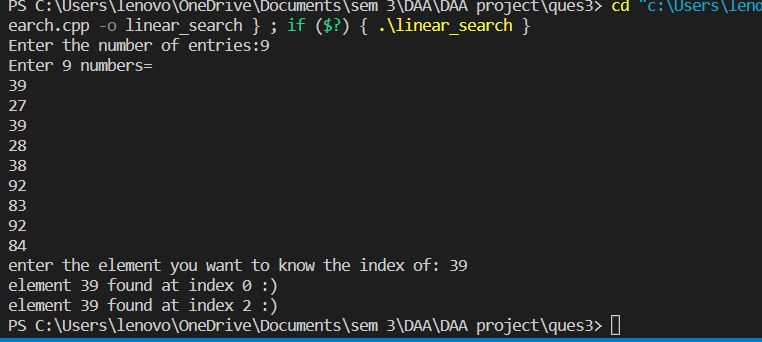 PS C:\Users\lenovo\OneDrive\Documents\sem 3\DAA\DAA project\ques3> cd "c:\Users\leno
earch.cpp -o linear_search } ; if ($?) { .\linear_search }
Enter the number of entries:9
Enter 9 numbers=
39
27
39
28
38
92
83
92
84
enter the element you want to know the index of: 39
element 39 found at index 0 :)
element 39 found at index 2 :)
PS C:\Users\lenovo\OneDrive\Documents\sem 3\DAA\DAA project\ques3>